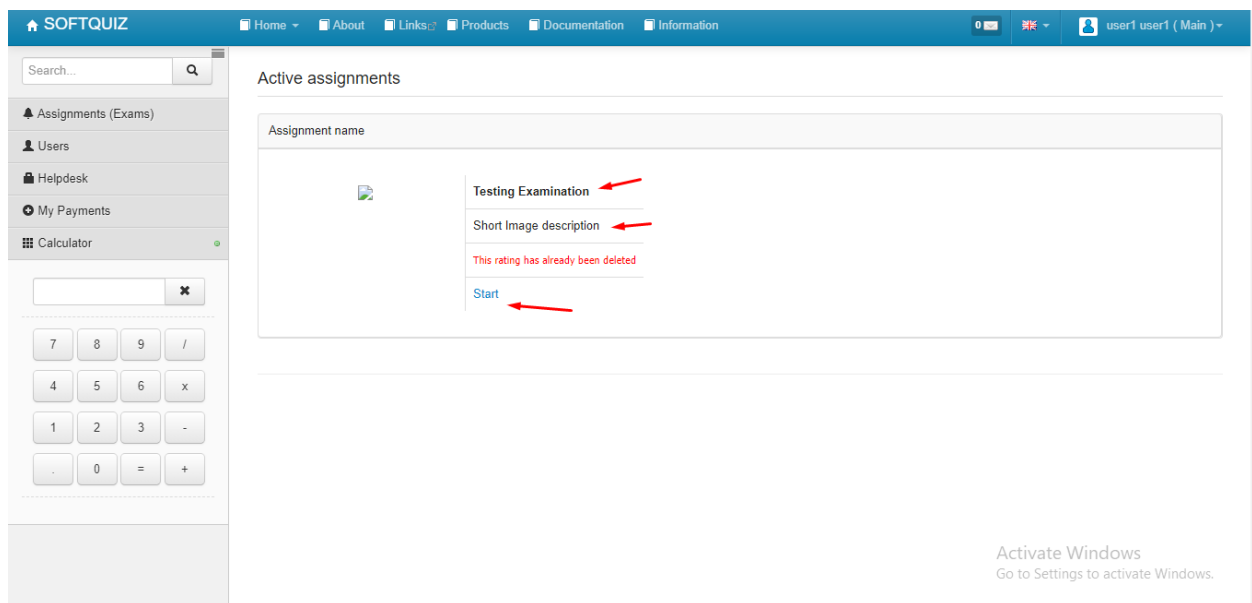 SOFTQUIZ
Home About Links Products Documentation Information 0 user1 user1 ( Main )
Search...
Assignments (Exams)
Users
Helpdesk
My Payments
Calculator
7 8 9 /
4 5 6 x
1 2 3 -
. 0 = +
Active assignments
Assignment name
Testing Examination
Short Image description
This rating has already been deleted
Start
Activate Windows
Go to Settings to activate Windows.